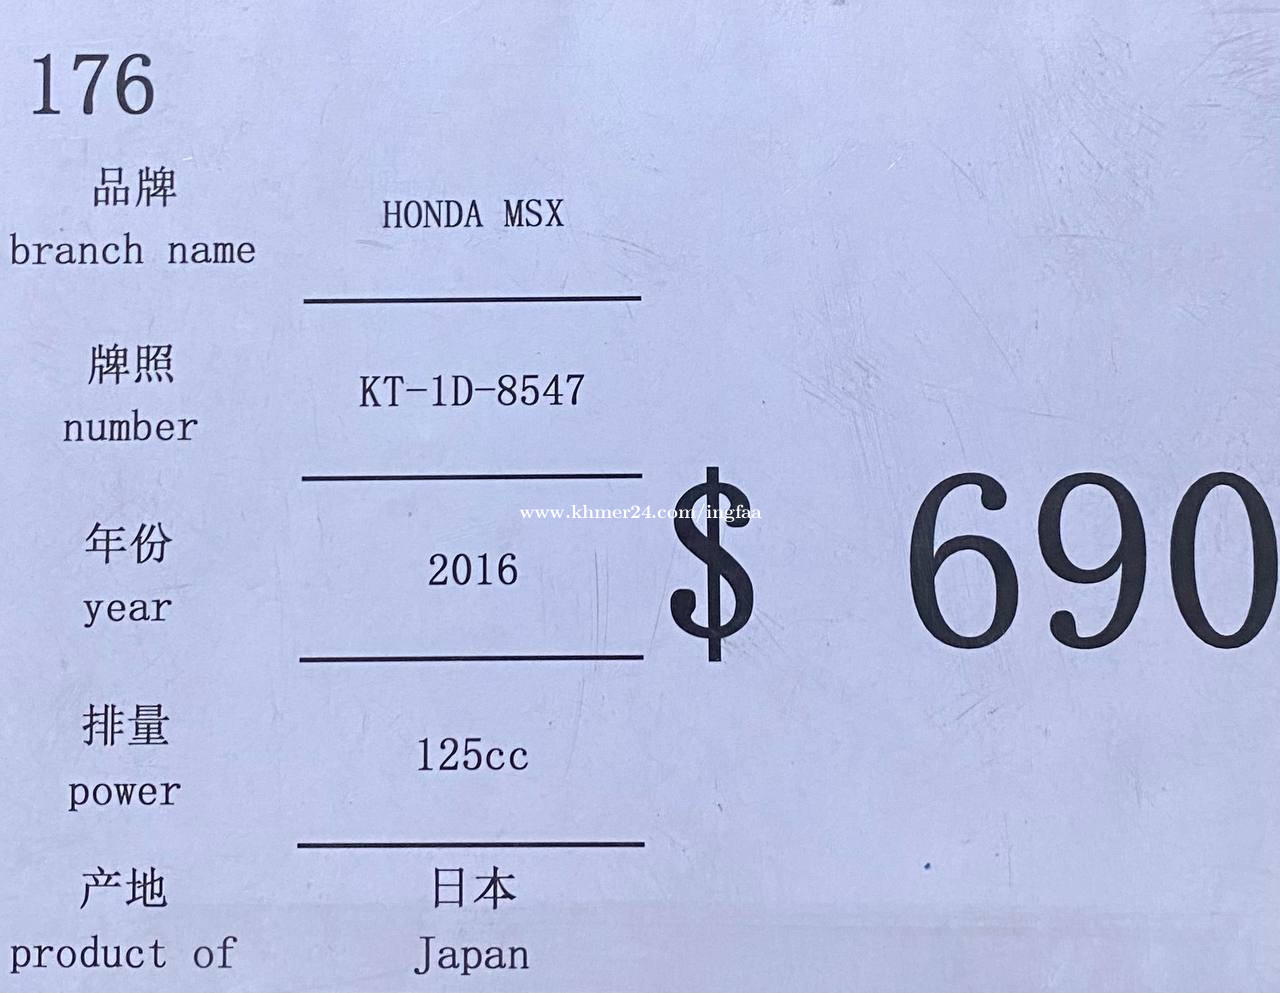 176
品牌
branch name
HONDA MSX
牌照
number
KT-1D-8547
年份
year
2016
$ 690
www.khmer24.com/ingfaa
排量
power
125cc
产地
product of
日本
Japan